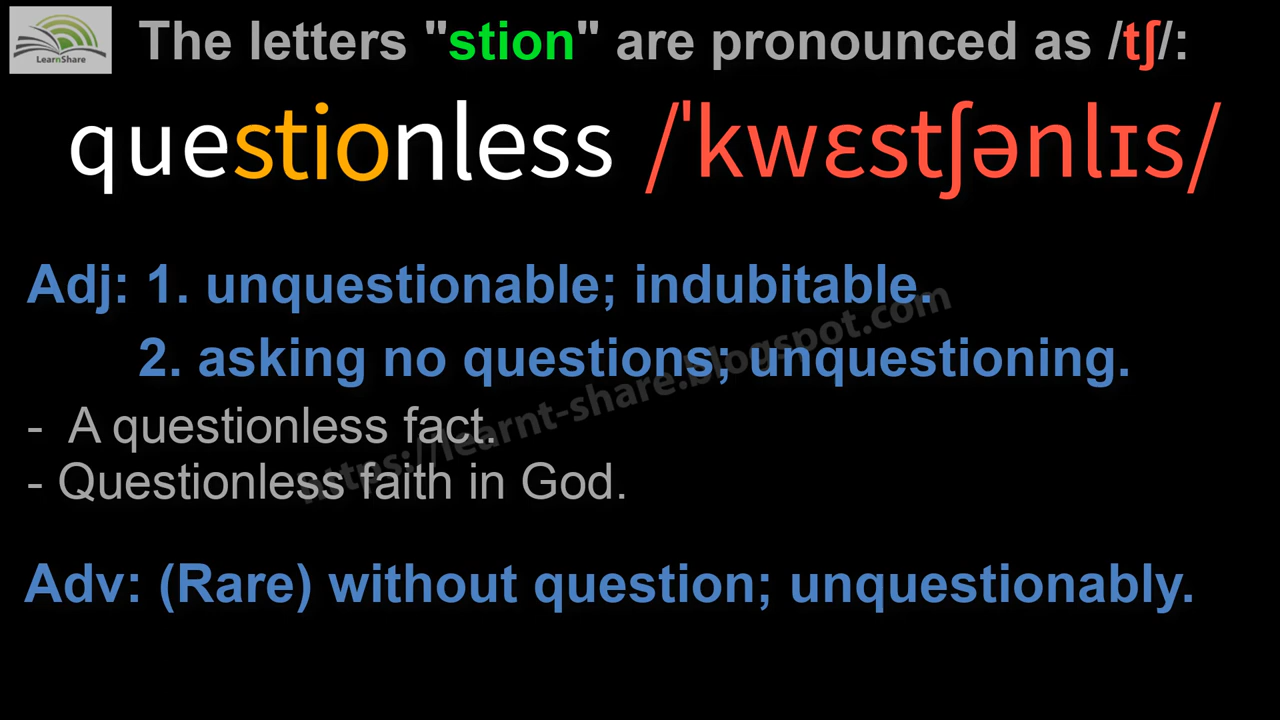 LearnShare
The letters "stion" are pronounced as /tʃ/:
questionless /ˈkwɛstʃənlɪs/
Adj: 1. unquestionable; indubitable.
2. asking no questions; unquestioning.
- A questionless fact.
- Questionless faith in God.
https://learnt-share.blogspot.com
Adv: (Rare) without question; unquestionably.